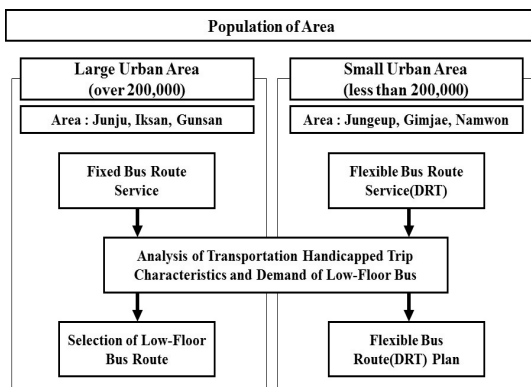 Population of Area
Large Urban Area
(over 200,000)
Area : Junju, Iksan, Gunsan
Fixed Bus Route
Service
Small Urban Area
(less than 200,000)
Area : Jungeup, Gimjae, Namwon
Flexible Bus Route
Service(DRT)
Analysis of Transportation Handicapped Trip
Characteristics and Demand of Low-Floor Bus
Selection of Low-Floor
Bus Route
Flexible Bus
Route(DRT) Plan